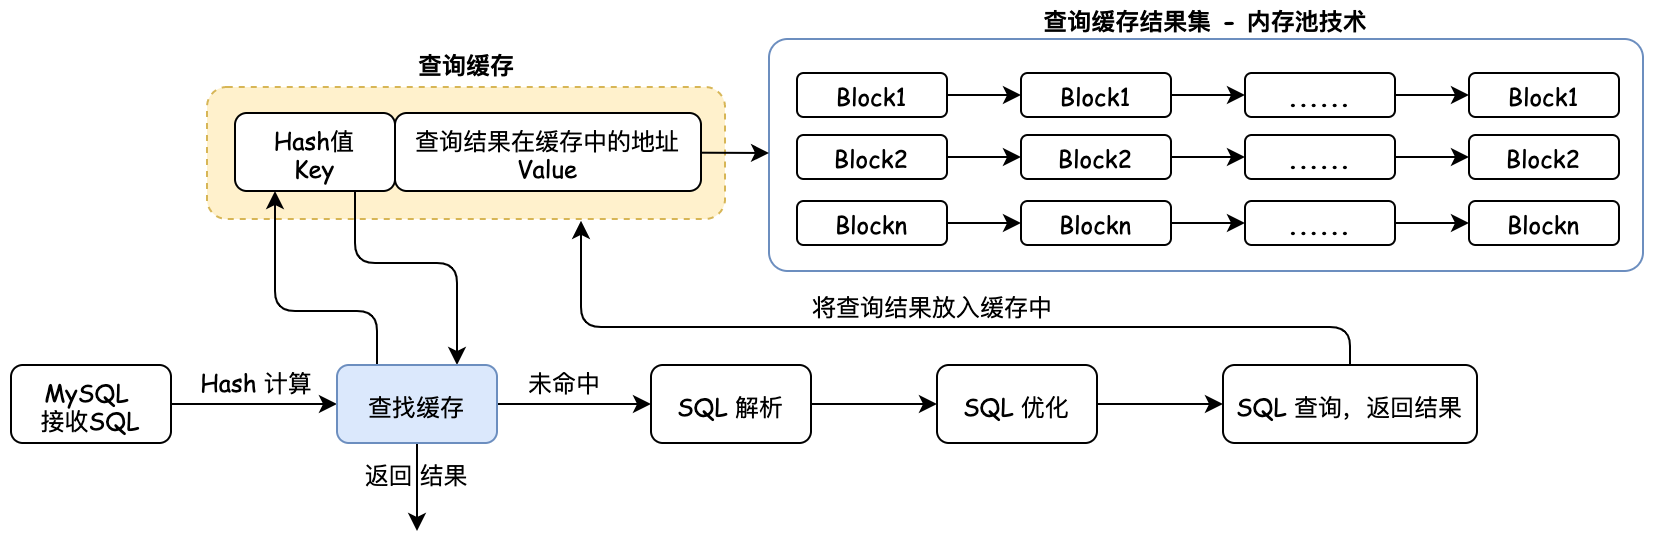 查询缓存结果集 - 内存池技术
查询缓存
Hash值
Key
查询结果在缓存中的地址
Value
Block1
Block1
......
Block1
Block2
Block2
......
Block2
Blockn
Blockn
......
Blockn
将查询结果放入缓存中
MySQL
接收SQL
Hash 计算
查找缓存
未命中
SQL 解析
SQL 优化
SQL 查询，返回结果
返回 结果